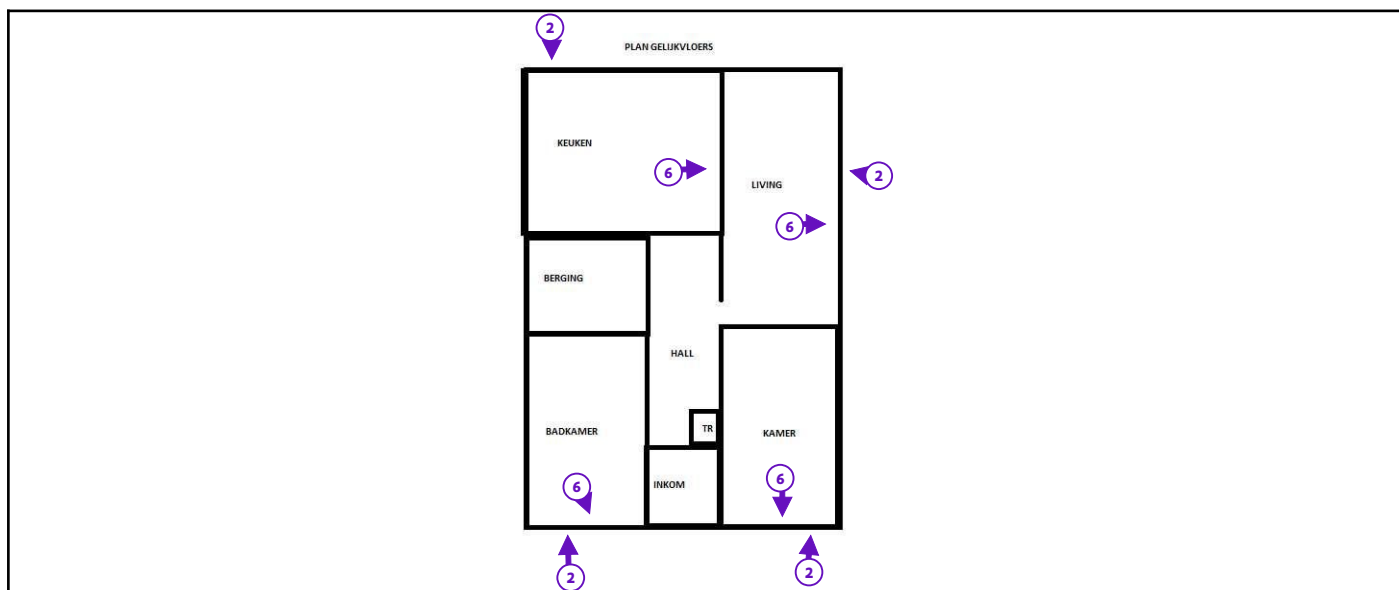 2
PLAN GELIJKVLOERS
KEUKEN
6
LIVING
2
6
BERGING
HALL
TR
BADKAMER
KAMER
6
INKOM
6
2
2